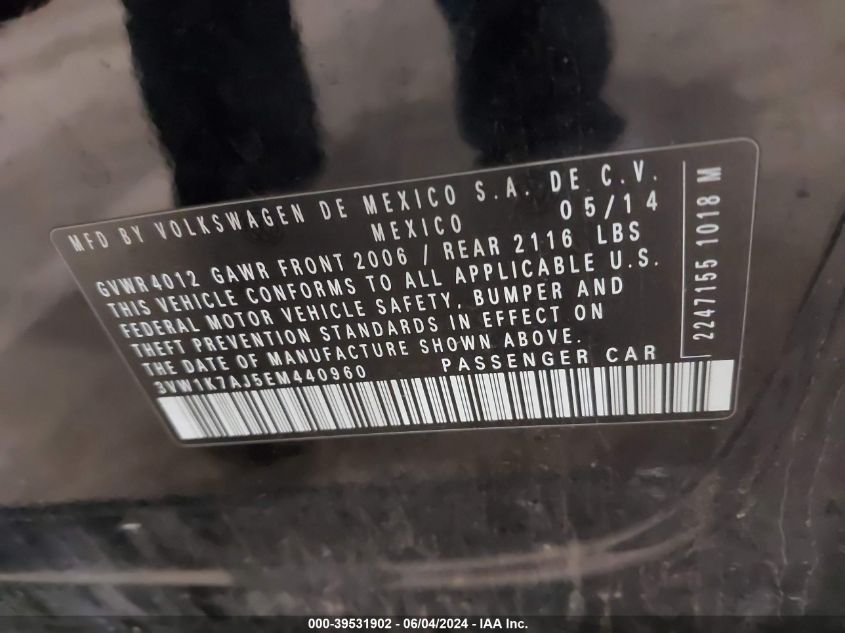 MFD BY VOLKSWAGEN DE MEXICO S.A. DE C.V.
MEXICO 05/14
GVWR 4012 GAWR FRONT 2006 / REAR 2116 LBS
THIS VEHICLE CONFORMS TO ALL APPLICABLE U.S.
FEDERAL MOTOR VEHICLE SAFETY, BUMPER AND
THEFT PREVENTION STANDARDS IN EFFECT ON
THE DATE OF MANUFACTURE SHOWN ABOVE.
3VW1K7AJ5EM440960 PASSENGER CAR
2247155 1018 M
000-39531902 - 06/04/2024 - IAA Inc.